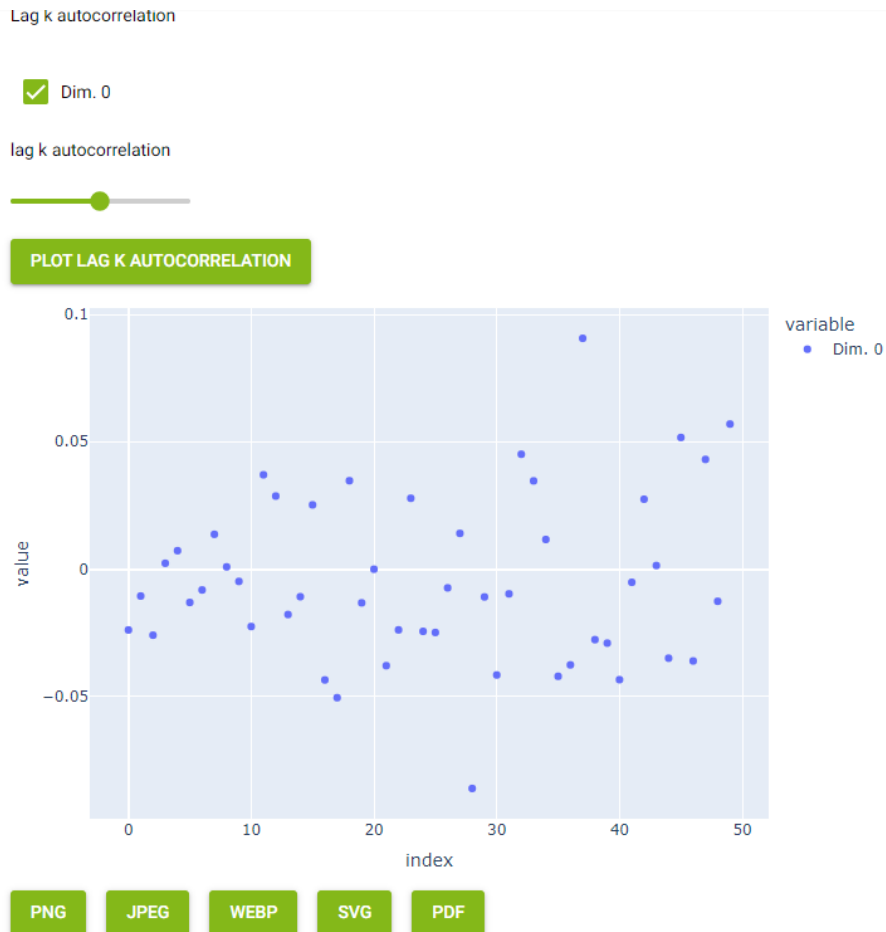 Lag k autocorrelation
Dim. 0
lag k autocorrelation
PLOT LAG K AUTOCORRELATION
0.1
0.05
0
−0.05
value
0 10 20 30 40 50
index
variable
Dim. 0
PNG JPEG WEBP SVG PDF